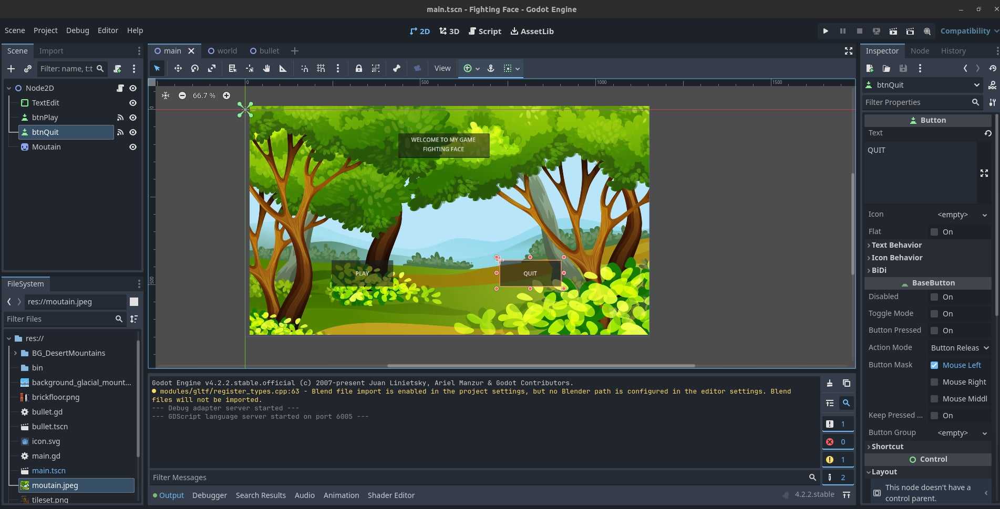 main.tscn - Fighting Face - Godot Engine
Scene Project Debug Editor Help
2D 3D Script AssetLib
Compatibility
Scene Import
Filter: name, t:t
Node2D
TextEdit
btnPlay
btnQuit
Moutain
FileSystem
res://moutain.jpeg
Filter Files
res://
BG_DesertMountains
bin
background_glacial_mount...
brickfloor.png
bullet.gd
bullet.tscn
icon.svg
main.gd
main.tscn
moutain.jpeg
tileset.png
main world bullet
View
0 500 1000 1500
0
500
66.7 %
WELCOME TO MY GAME
FIGHTING FACE
PLAY QUIT
Godot Engine v4.2.2.stable.official (c) 2007-present Juan Linietsky, Ariel Manzur & Godot Contributors.
modules/gltf/register_types.cpp:63 - Blend file import is enabled in the project settings, but no Blender path is configured in the editor settings. Blend
files will not be imported.
--- Debug adapter server started ---
--- GDScript language server started on port 6005 ---
1
0
1
2
Filter Messages
Output Debugger Search Results Audio Animation Shader Editor
4.2.2.stable
Inspector Node History
btnQuit
Filter Properties
Button
Text
QUIT
Icon <empty>
Flat On
Text Behavior
Icon Behavior
BiDi
BaseButton
Disabled On
Toggle Mode On
Button Pressed On
Action Mode Button Releas
Button Mask Mouse Left
Mouse Right
Mouse Middl
Keep Pressed ... On
Button Group <empty>
Shortcut
Control
Layout
This node doesn't have a
control parent.